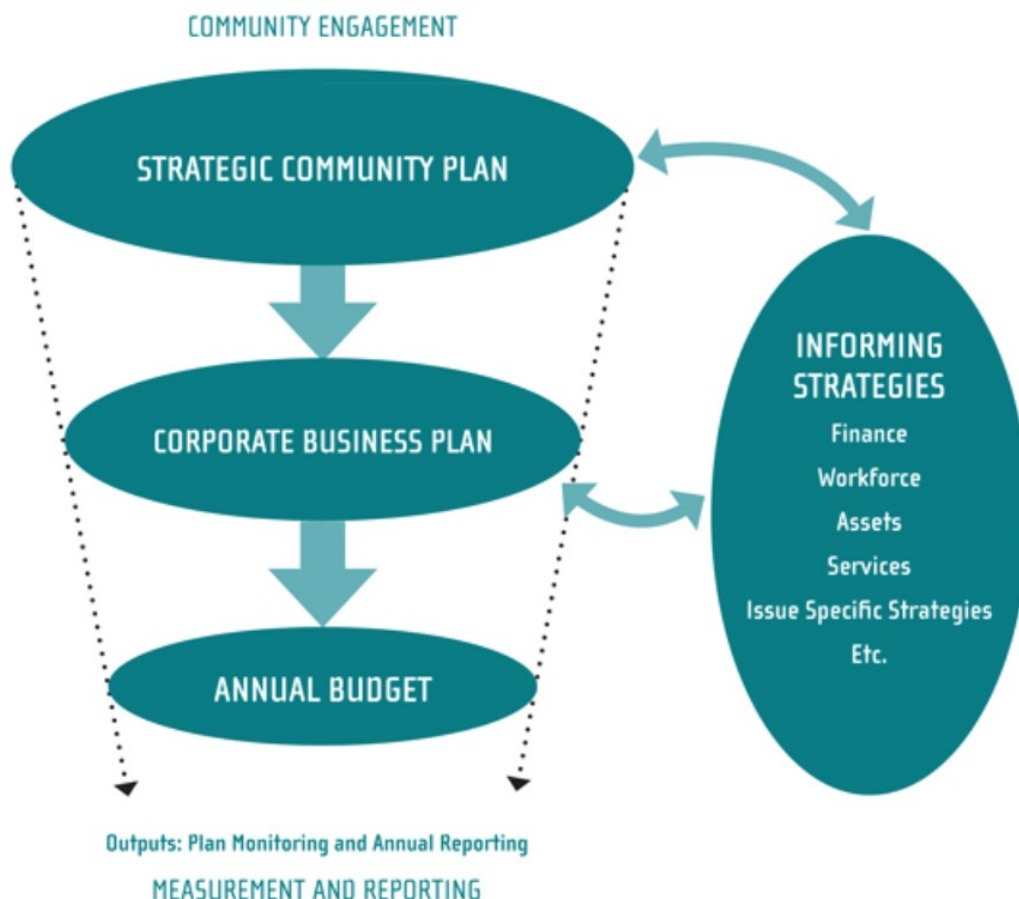 COMMUNITY ENGAGEMENT
STRATEGIC COMMUNITY PLAN
CORPORATE BUSINESS PLAN
ANNUAL BUDGET
INFORMING
STRATEGIES
Finance
Workforce
Assets
Services
Issue Specific Strategies
Etc.
Outputs: Plan Monitoring and Annual Reporting
MEASUREMENT AND REPORTING